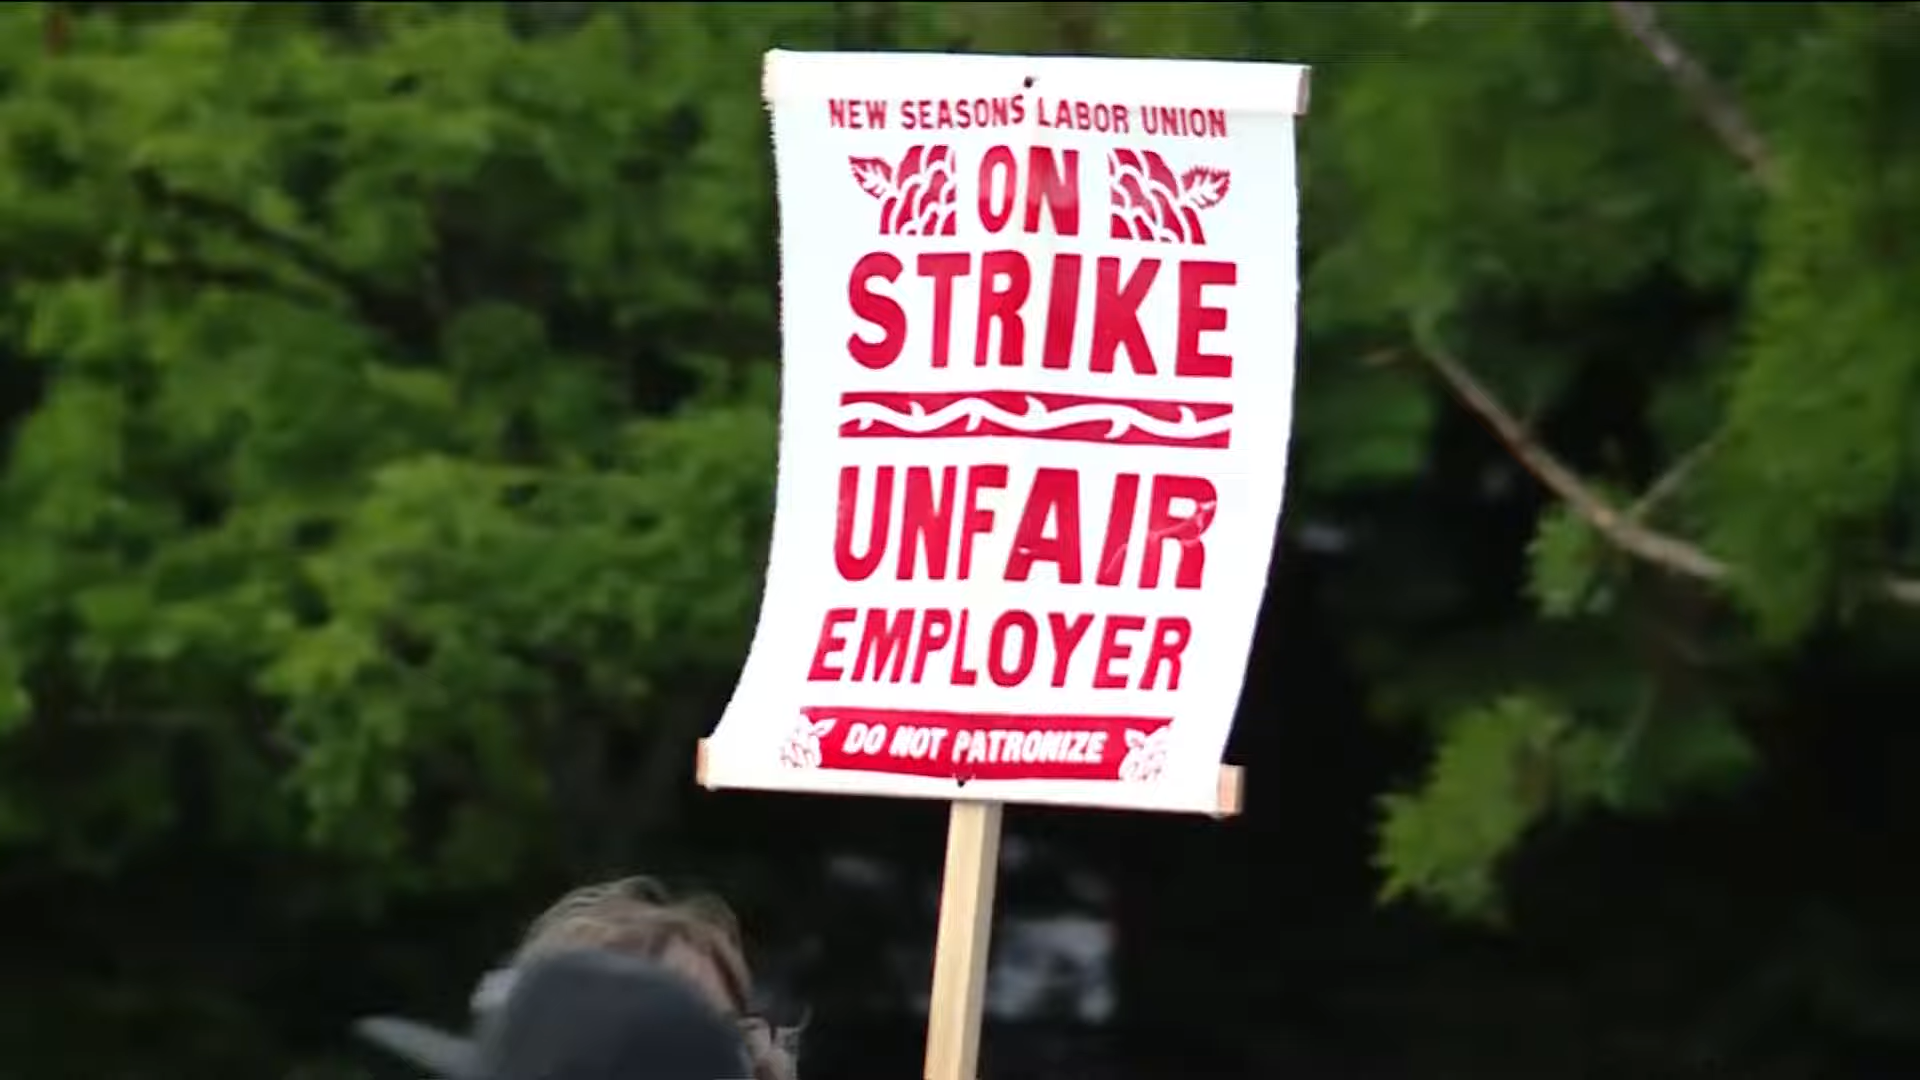 NEW SEASONS LABOR UNION
ON
STRIKE
UNFAIR
EMPLOYER
DO NOT PATRONIZE